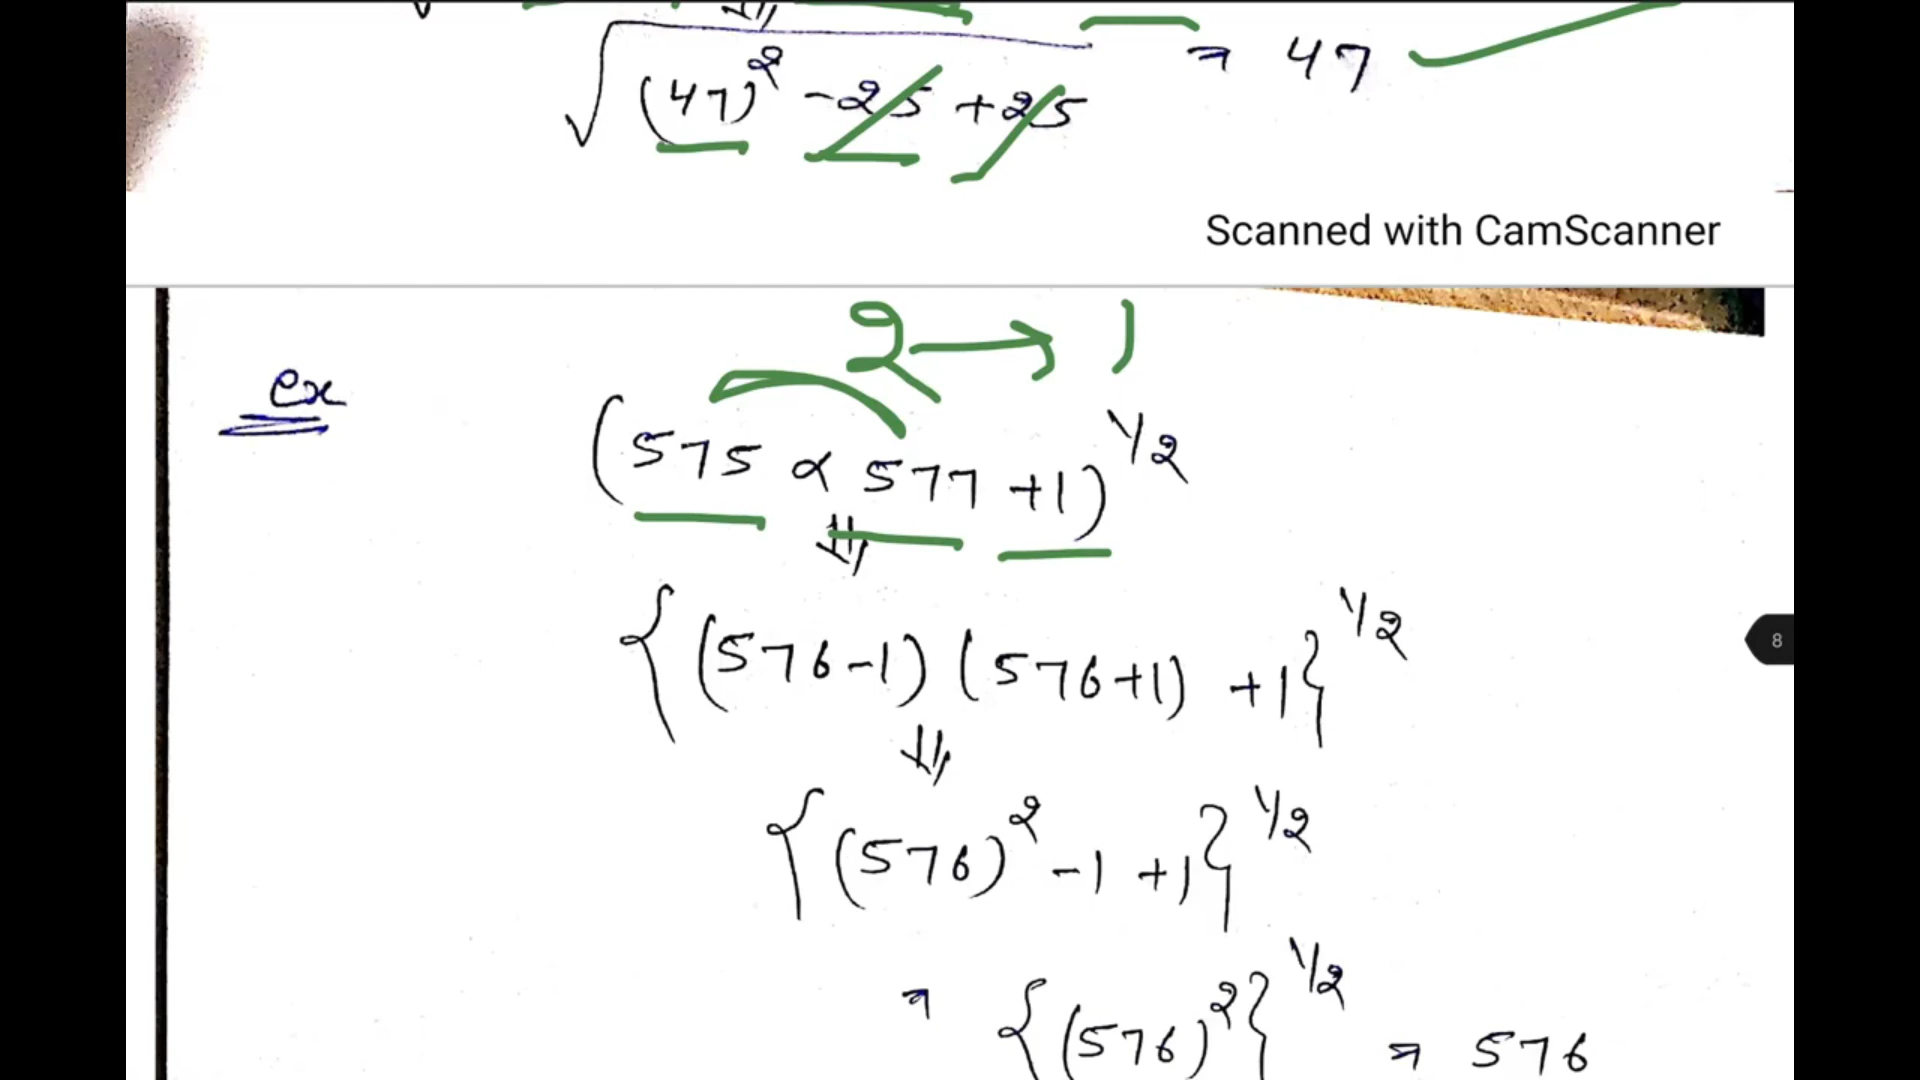 √((47)² -25 +25) = 47
Scanned with CamScanner
2 → 1
ex
(575 × 577 +1)^1/2
⇓
{(576-1) (576+1) +1}^1/2
⇓
{(576)² -1 +1}^1/2
= {(576)²}^1/2 = 576
8